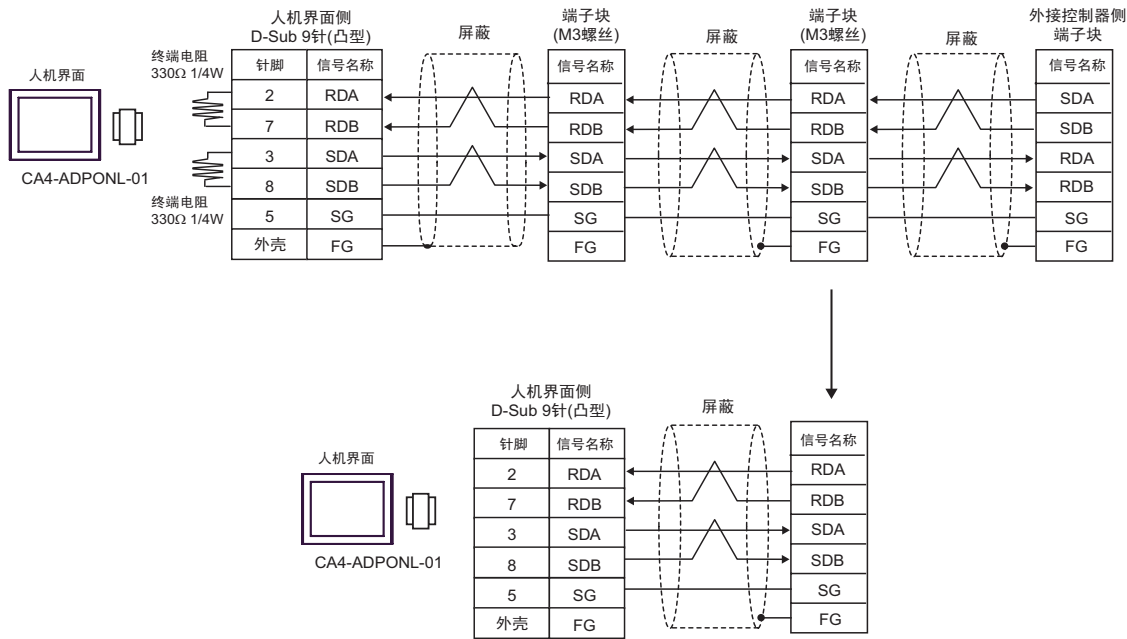 人机界面侧
D-Sub 9针(凸型)
屏蔽
端子块
(M3螺丝)
屏蔽
端子块
(M3螺丝)
屏蔽
外接控制器侧
端子块
终端电阻
330Ω 1/4W
人机界面
CA4-ADPONL-01
终端电阻
330Ω 1/4W
针脚 信号名称 信号名称 信号名称 信号名称
2 RDA RDA RDA SDA
7 RDB RDB RDB SDB
3 SDA SDA SDA RDA
8 SDB SDB SDB RDB
5 SG SG SG SG
外壳 FG FG FG FG
人机界面侧
D-Sub 9针(凸型)
屏蔽
人机界面
CA4-ADPONL-01
针脚 信号名称 信号名称
2 RDA RDA
7 RDB RDB
3 SDA SDA
8 SDB SDB
5 SG SG
外壳 FG FG